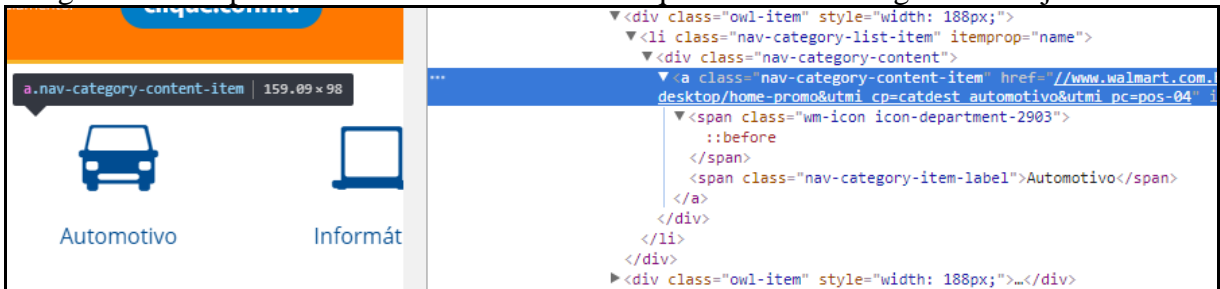 clique.confira
a.nav-category-content-item | 159.09 × 98
Automotivo
Informát
▼<div class="owl-item" style="width: 188px;">
▼<li class="nav-category-list-item" itemprop="name">
▼<div class="nav-category-content">
... ▼<a class="nav-category-content-item" href="//www.walmart.com.
desktop/home-promo&utmi_cp=catdest_automotivo&utmi_pc=pos-04" i
▼<span class="wm-icon icon-department-2903">
::before
</span>
<span class="nav-category-item-label">Automotivo</span>
</a>
</div>
</li>
</div>
▶<div class="owl-item" style="width: 188px;">…</div>